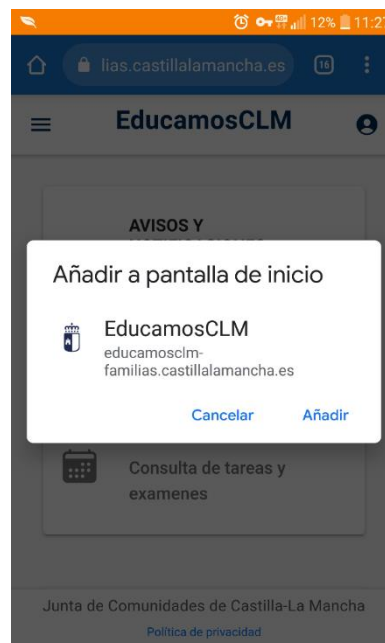 12% 11:27
lias.castillalamancha.es 16
EducamosCLM
AVISOS Y
Añadir a pantalla de inicio
EducamosCLM
educamosclm-
familias.castillalamancha.es
Cancelar Añadir
Consulta de tareas y
examenes
Junta de Comunidades de Castilla-La Mancha
Política de privacidad